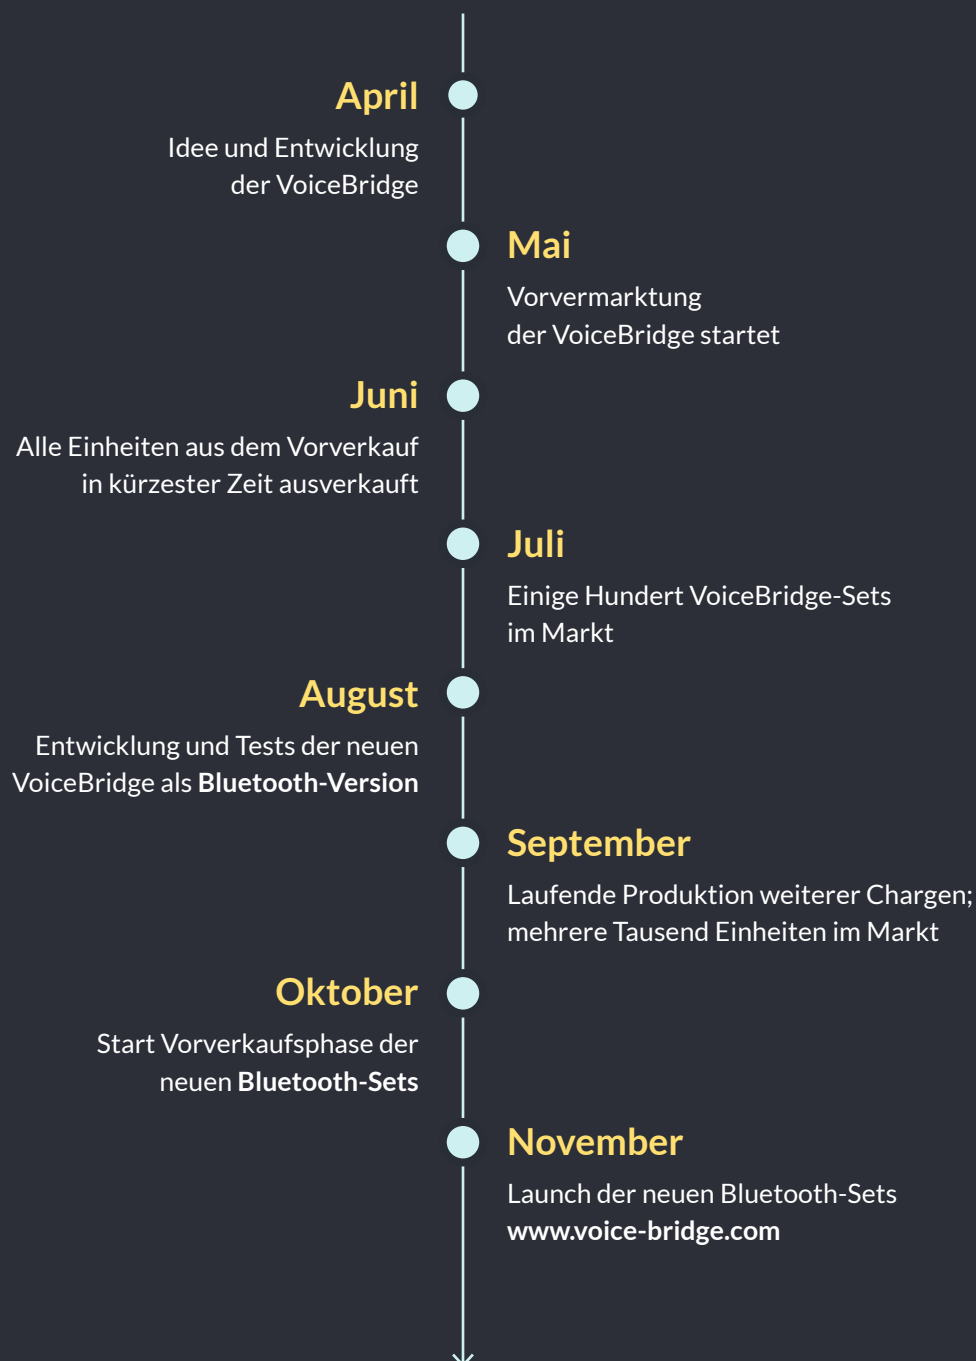 April
Idee und Entwicklung
der VoiceBridge
Mai
Vorvermarktung
der VoiceBridge startet
Juni
Alle Einheiten aus dem Vorverkauf
in kürzester Zeit ausverkauft
Juli
Einige Hundert VoiceBridge-Sets
im Markt
August
Entwicklung und Tests der neuen
VoiceBridge als Bluetooth-Version
September
Laufende Produktion weiterer Chargen;
mehrere Tausend Einheiten im Markt
Oktober
Start Vorverkaufsphase der
neuen Bluetooth-Sets
November
Launch der neuen Bluetooth-Sets
www.voice-bridge.com